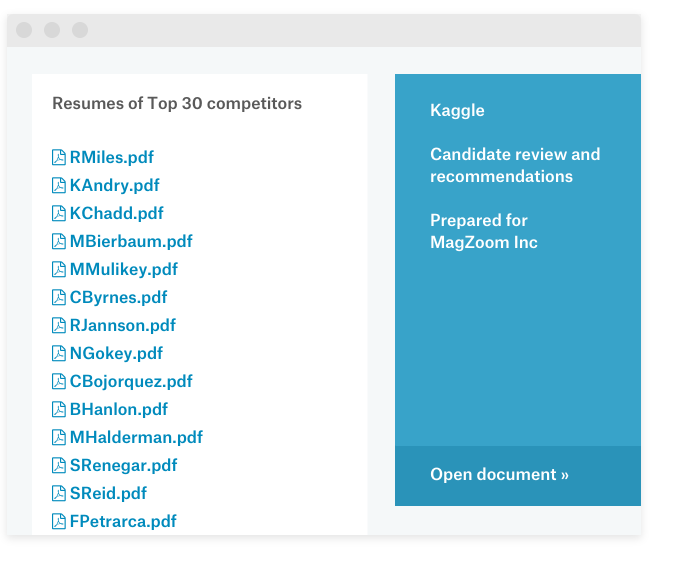 Resumes of Top 30 competitors
RMiles.pdf
KAndry.pdf
KChadd.pdf
MBierbaum.pdf
MMulikey.pdf
CByrnes.pdf
RJannson.pdf
NGokey.pdf
CBojorquez.pdf
BHanlon.pdf
MHalderman.pdf
SRenegar.pdf
SReid.pdf
FPetrarca.pdf
Kaggle
Candidate review and
recommendations
Prepared for
MagZoom Inc
Open document »